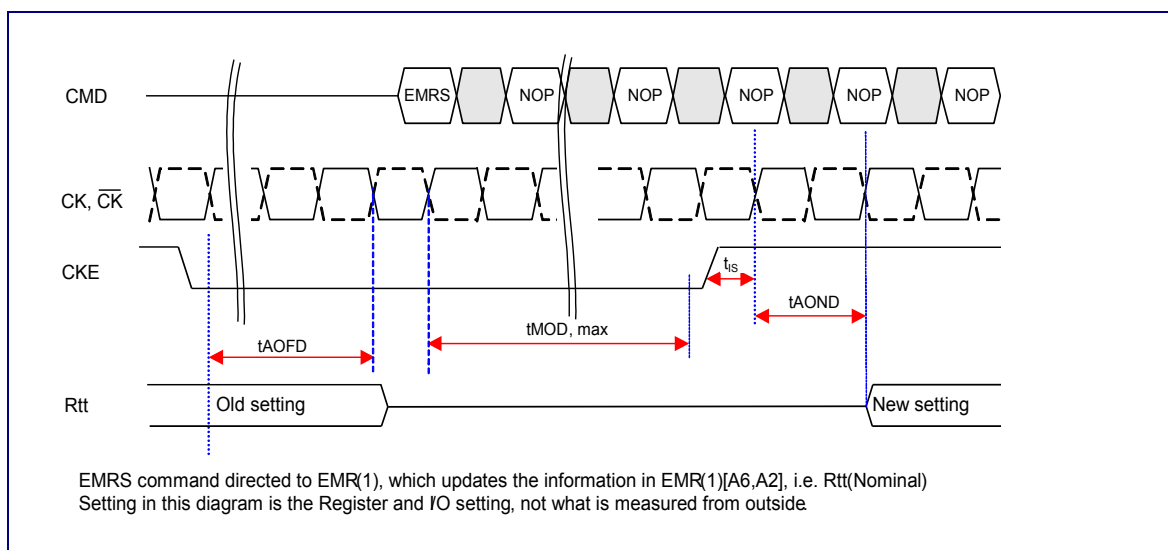 CMD EMRS NOP NOP NOP NOP NOP
CK, CK
CKE tIS
tAOND
tMOD, max
tAOFD
Rtt Old setting New setting
EMRS command directed to EMR(1), which updates the information in EMR(1)[A6,A2], i.e. Rtt(Nominal)
Setting in this diagram is the Register and I/O setting, not what is measured from outside.